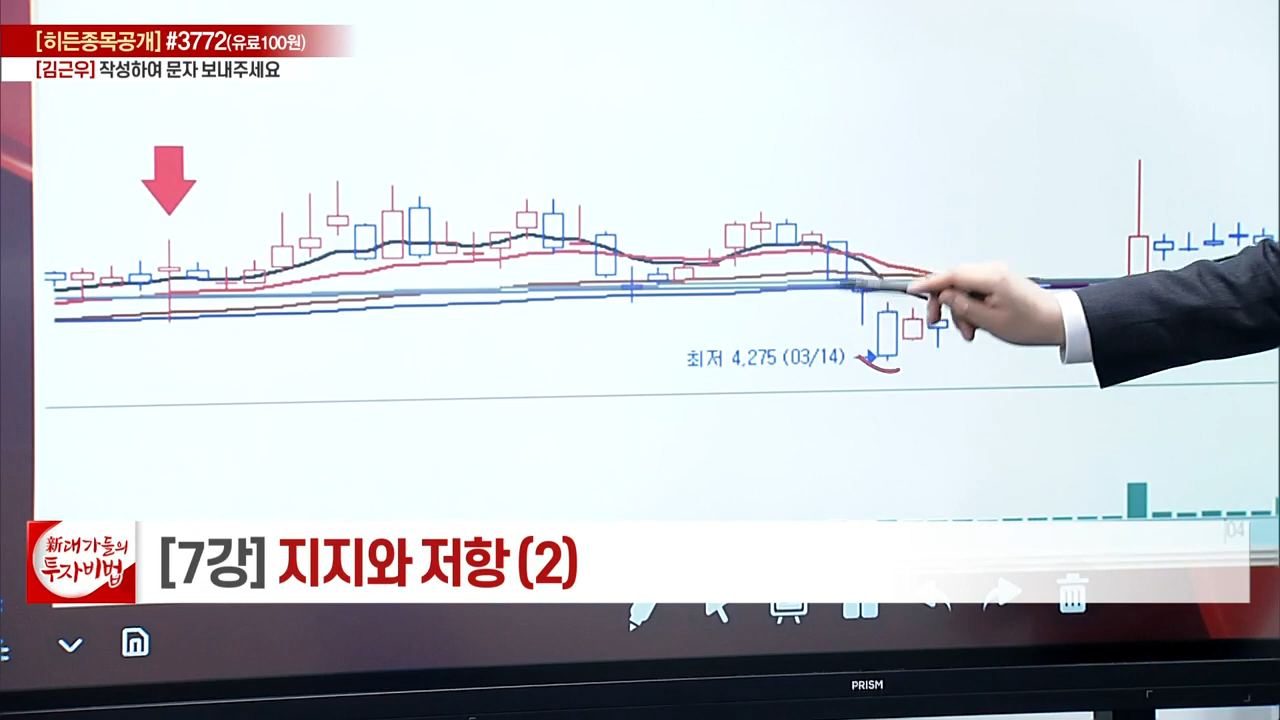 [히든종목공개] #3772(유료100원)
[김근우] 작성하여 문자 보내주세요
최저 4,275 (03/14)
04
新대가들의
투자비법
[7강] 지지와 저항 (2)
PRISM